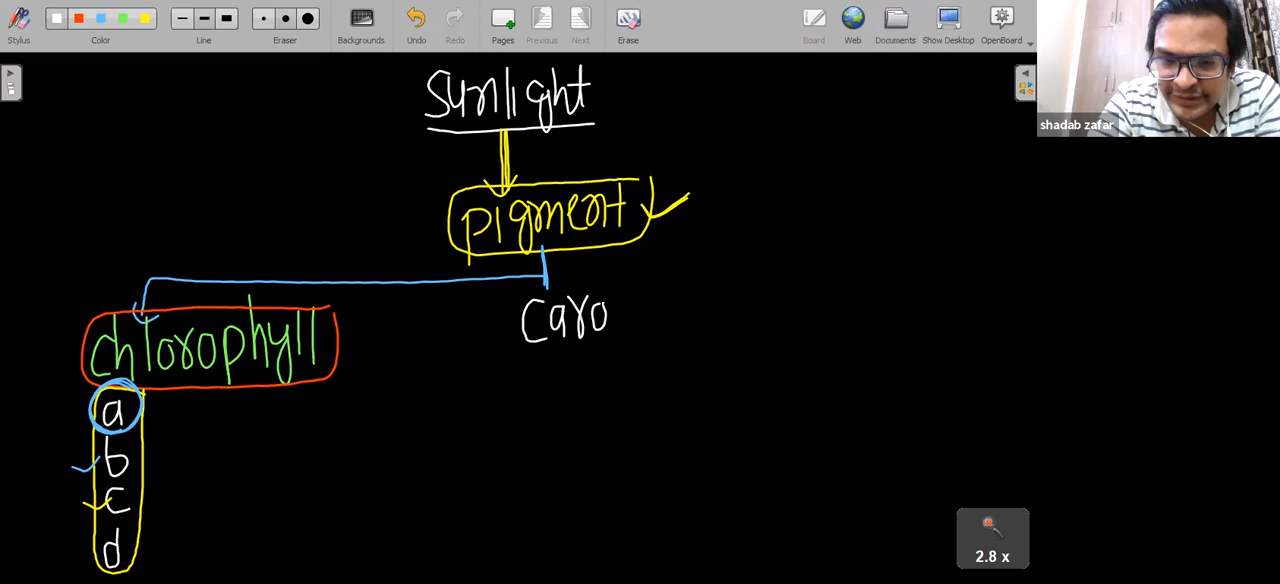 Stylus Color Line Eraser Backgrounds Undo Redo Pages Previous Next Erase Board Web Documents Show Desktop OpenBoard
shadab zafar
Sunlight
pigment
chlorophyll
Caro
a
b
c
d
2.8 x